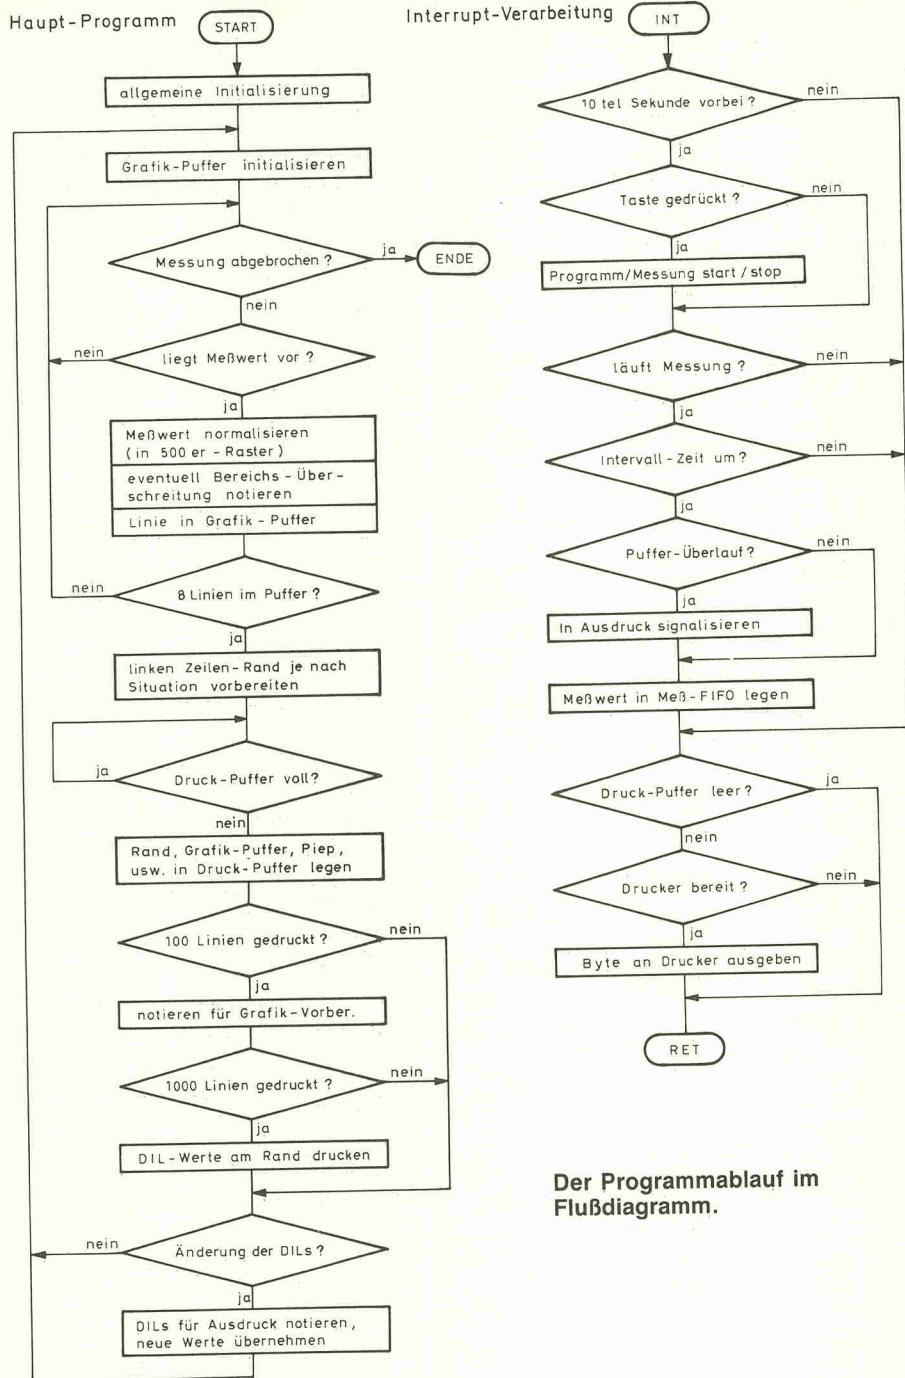 Haupt-Programm
START
allgemeine Initialisierung
Grafik-Puffer initialisieren
Messung abgebrochen?
ja
ENDE
nein
liegt Meßwert vor?
nein
ja
Meßwert normalisieren
(in 500er-Raster)
eventuell Bereichs-Über-
schreitung notieren
Linie in Grafik-Puffer
8 Linien im Puffer?
nein
ja
linken Zeilen-Rand je nach
Situation vorbereiten
Druck-Puffer voll?
ja
nein
Rand, Grafik-Puffer, Piep,
usw. in Druck-Puffer legen
100 Linien gedruckt?
nein
ja
notieren für Grafik-Vorber.
1000 Linien gedruckt?
nein
ja
DIL-Werte am Rand drucken
Änderung der DILs?
nein
ja
DILs für Ausdruck notieren,
neue Werte übernehmen
Interrupt-Verarbeitung
INT
10tel Sekunde vorbei?
nein
ja
Taste gedrückt?
nein
ja
Programm/Messung start/stop
läuft Messung?
nein
ja
Intervall-Zeit um?
nein
ja
Puffer-Überlauf?
nein
ja
In Ausdruck signalisieren
Meßwert in Meß-FIFO legen
Druck-Puffer leer?
ja
nein
Drucker bereit?
nein
ja
Byte an Drucker ausgeben
RET
Der Programmablauf im
Flußdiagramm.